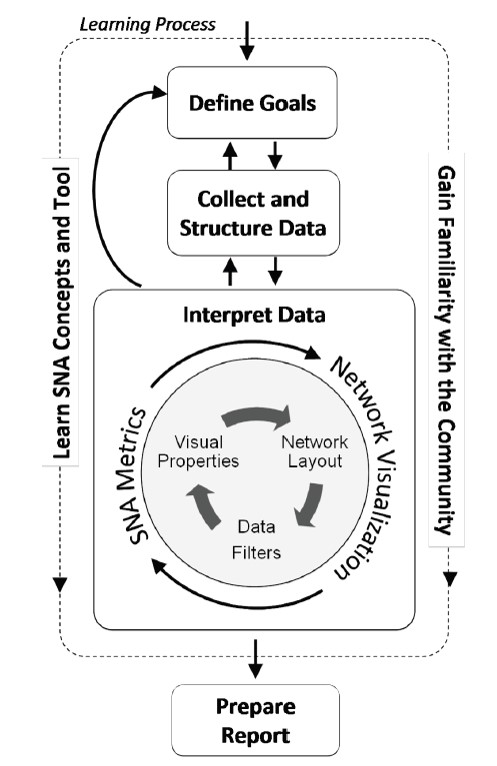 Learning Process
Define Goals
Collect and
Structure Data
Learn SNA Concepts and Tool
Gain Familiarity with the Community
Interpret Data
SNA Metrics
Network Visualization
Visual
Properties
Network
Layout
Data
Filters
Prepare
Report